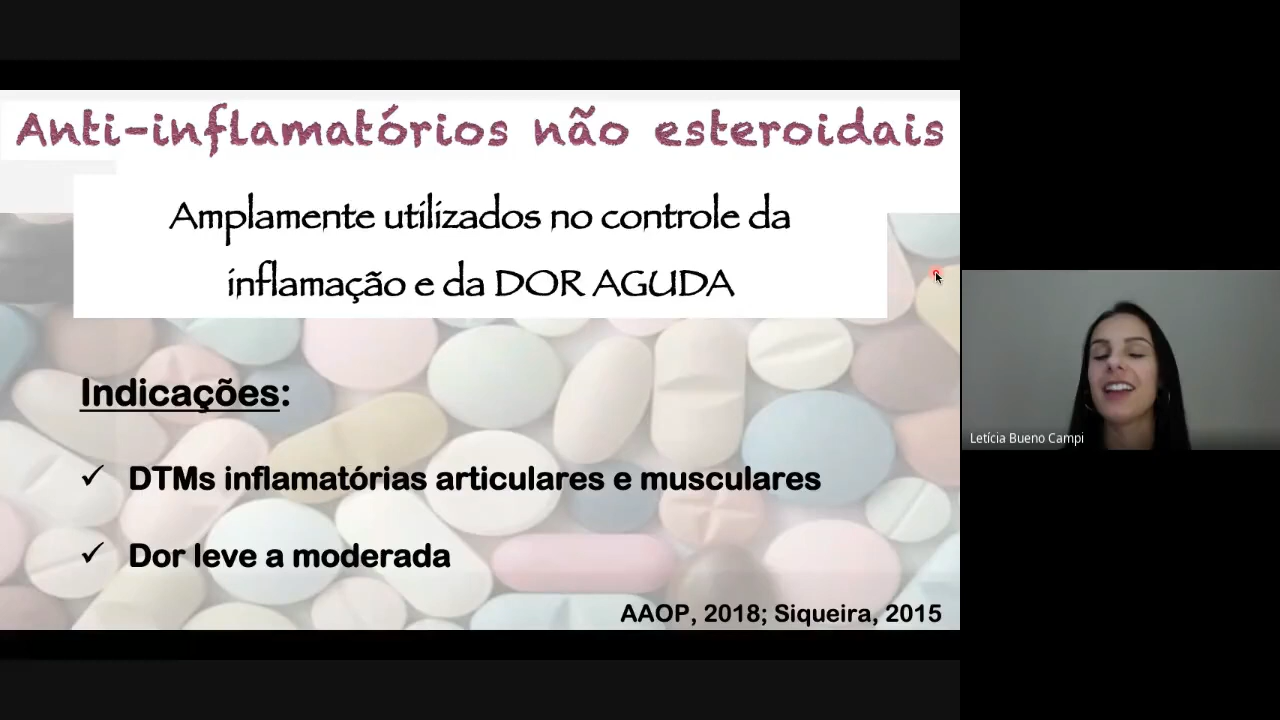 Anti-inflamatórios não esteroidais
Amplamente utilizados no controle da
inflamação e da DOR AGUDA
Indicações:
✓ DTMs inflamatórias articulares e musculares
✓ Dor leve a moderada
AAOP, 2018; Siqueira, 2015
Letícia Bueno Campi